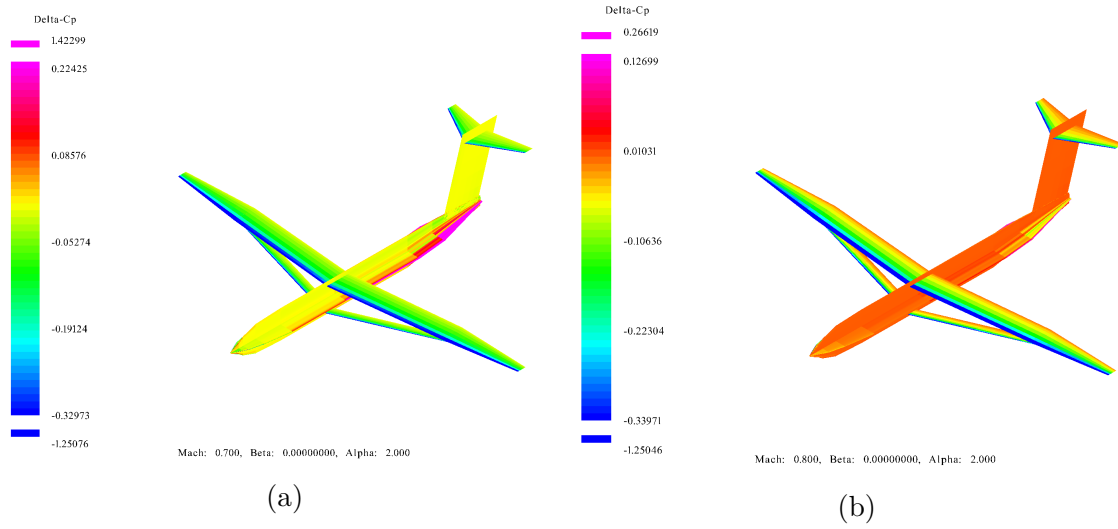 Delta-Cp
1.42299
0.22425
0.08576
-0.05274
-0.19124
-0.32973
-1.25076
Mach: 0.700, Beta: 0.00000000, Alpha: 2.000
(a)
Delta-Cp
0.26619
0.12699
0.01031
-0.10636
-0.22304
-0.33971
-1.25046
Mach: 0.800, Beta: 0.00000000, Alpha: 2.000
(b)